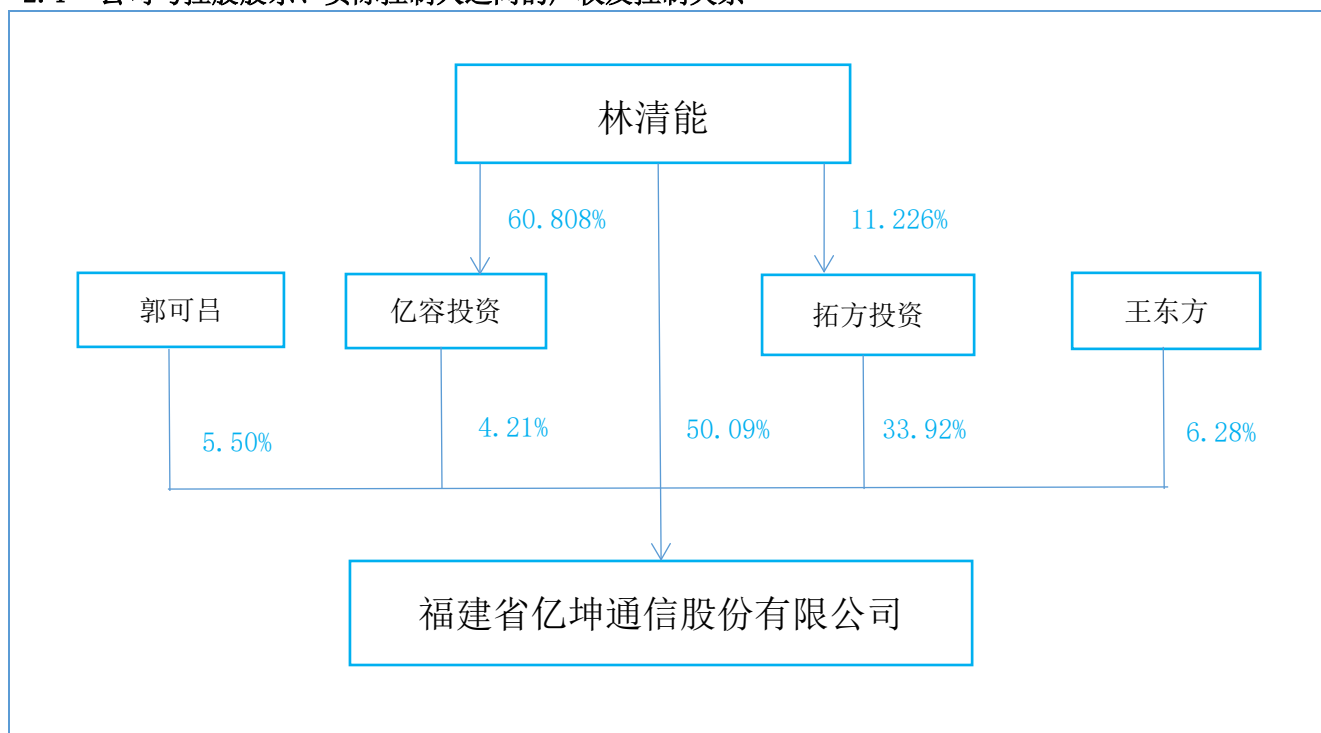 林清能
60.808%
11.226%
郭可吕
亿容投资
拓方投资
王东方
5.50%
4.21%
50.09%
33.92%
6.28%
福建省亿坤通信股份有限公司